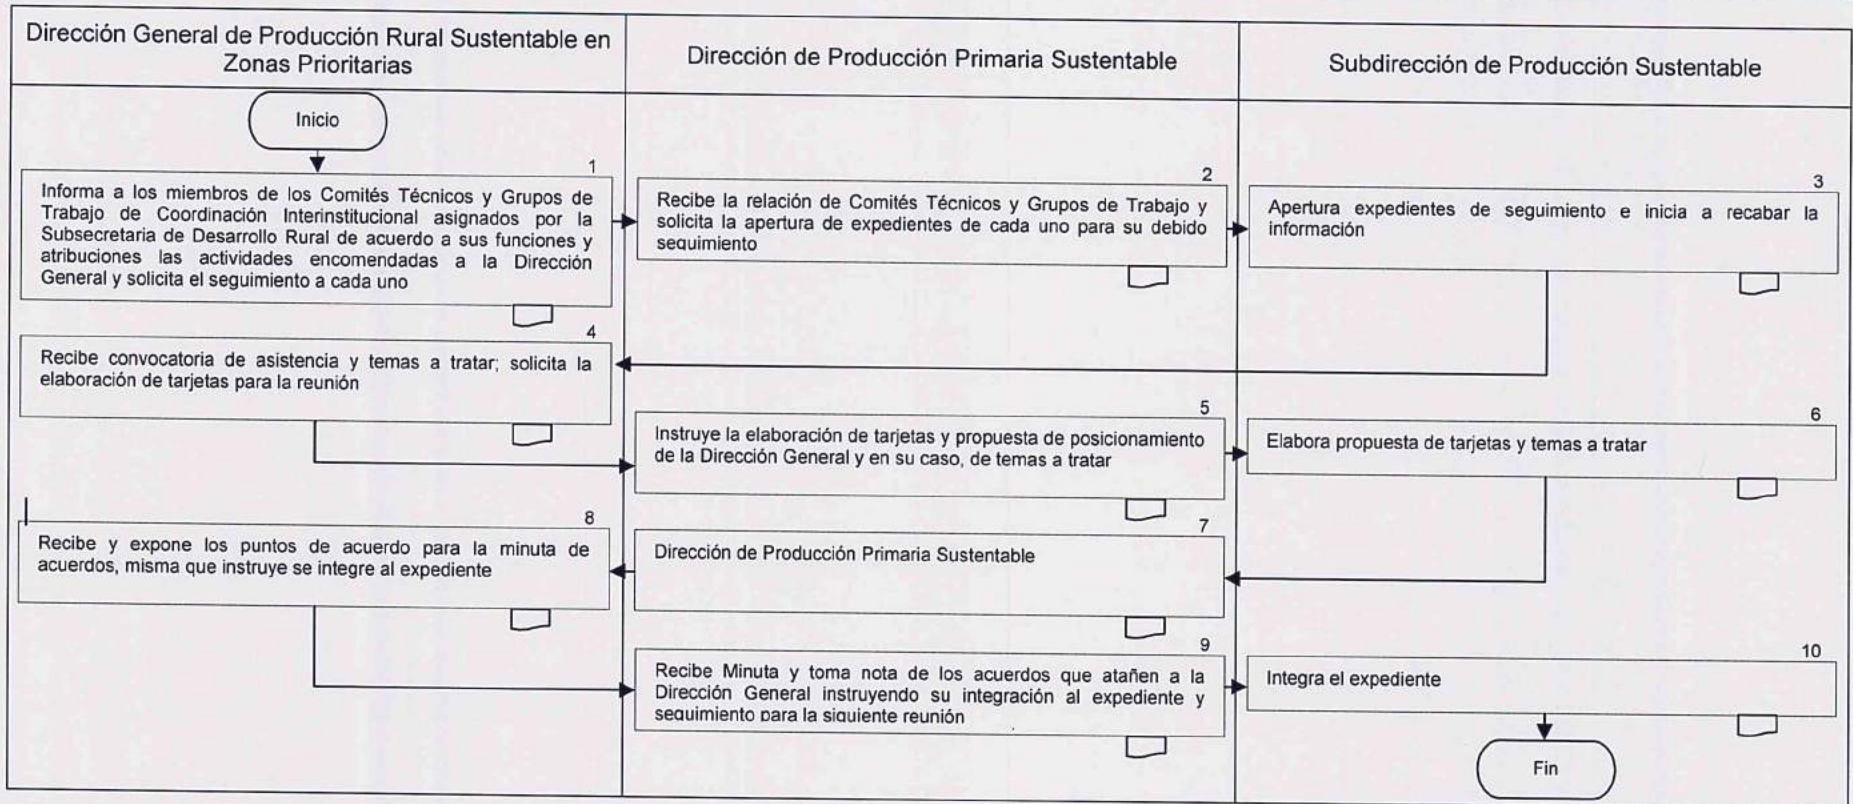 Dirección General de Producción Rural Sustentable en
Zonas Prioritarias
Dirección de Producción Primaria Sustentable
Subdirección de Producción Sustentable
Inicio
1
Informa a los miembros de los Comités Técnicos y Grupos de
Trabajo de Coordinación Interinstitucional asignados por la
Subsecretaria de Desarrollo Rural de acuerdo a sus funciones y
atribuciones las actividades encomendadas a la Dirección
General y solicita el seguimiento a cada uno
2
Recibe la relación de Comités Técnicos y Grupos de Trabajo y
solicita la apertura de expedientes de cada uno para su debido
seguimiento
3
Apertura expedientes de seguimiento e inicia a recabar la
información
4
Recibe convocatoria de asistencia y temas a tratar; solicita la
elaboración de tarjetas para la reunión
5
Instruye la elaboración de tarjetas y propuesta de posicionamiento
de la Dirección General y en su caso, de temas a tratar
6
Elabora propuesta de tarjetas y temas a tratar
7
Dirección de Producción Primaria Sustentable
8
Recibe y expone los puntos de acuerdo para la minuta de
acuerdos, misma que instruye se integre al expediente
9
Recibe Minuta y toma nota de los acuerdos que atañen a la
Dirección General instruyendo su integración al expediente y
seguimiento para la siguiente reunión
10
Integra el expediente
Fin